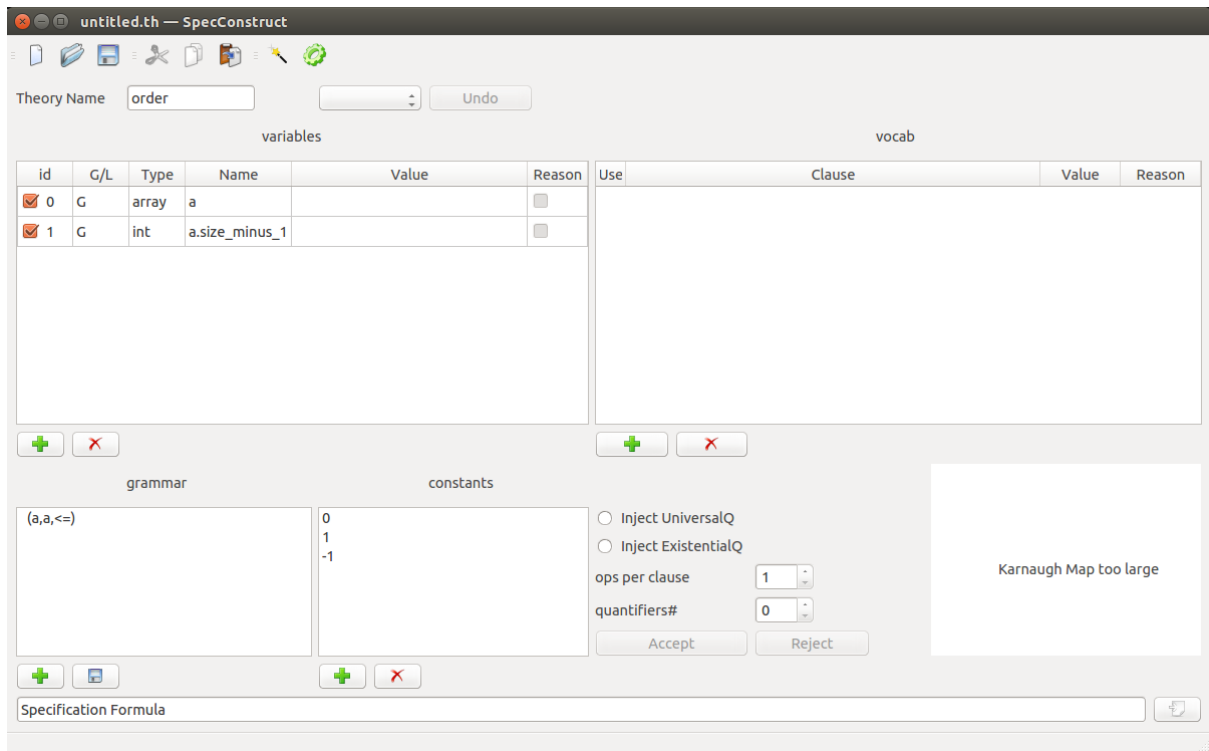 untitled.th — SpecConstruct
Theory Name order Undo
variables vocab
id G/L Type Name Value Reason Use Clause Value Reason
0 G array a
1 G int a.size_minus_1
grammar constants
(a,a,<=)
0
1
-1
Inject UniversalQ
Inject ExistentialQ
ops per clause 1
quantifiers# 0
Accept Reject
Karnaugh Map too large
Specification Formula